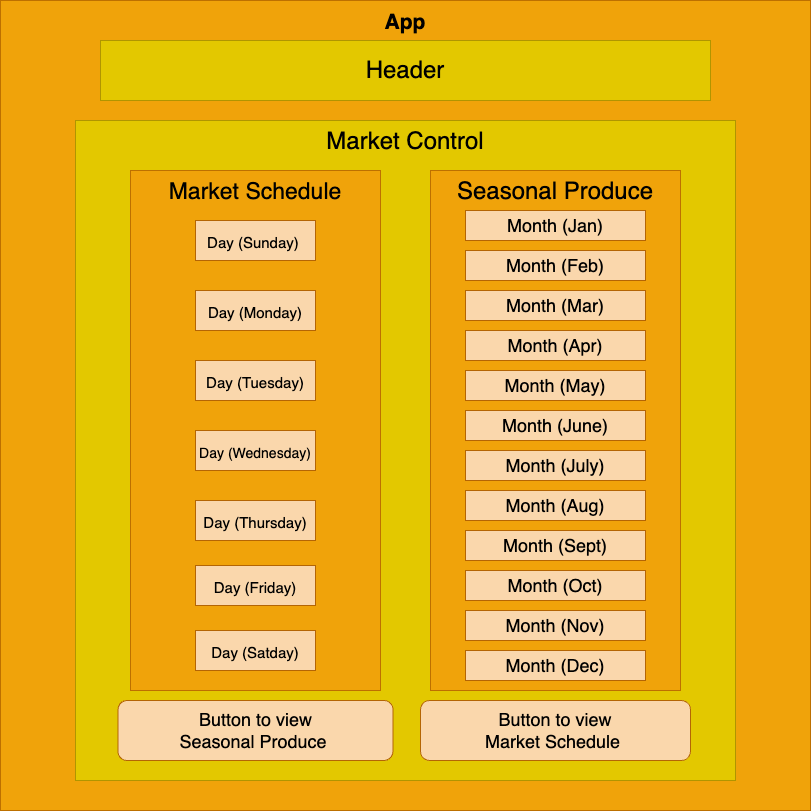 App
Header
Market Control
Market Schedule
Day (Sunday)
Day (Monday)
Day (Tuesday)
Day (Wednesday)
Day (Thursday)
Day (Friday)
Day (Satday)
Button to view
Seasonal Produce
Seasonal Produce
Month (Jan)
Month (Feb)
Month (Mar)
Month (Apr)
Month (May)
Month (June)
Month (July)
Month (Aug)
Month (Sept)
Month (Oct)
Month (Nov)
Month (Dec)
Button to view
Market Schedule